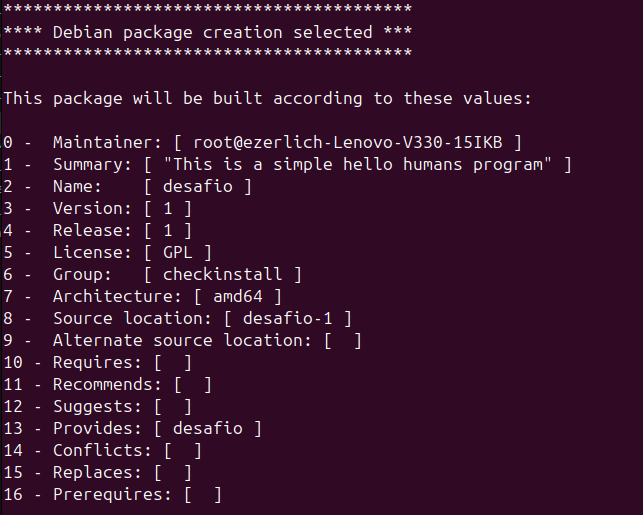 *****************************************
**** Debian package creation selected ***
*****************************************
This package will be built according to these values:
0 -  Maintainer: [ root@ezerlich-Lenovo-V330-15IKB ]
1 -  Summary: [ "This is a simple hello humans program" ]
2 -  Name:    [ desafio ]
3 -  Version: [ 1 ]
4 -  Release: [ 1 ]
5 -  License: [ GPL ]
6 -  Group:   [ checkinstall ]
7 -  Architecture: [ amd64 ]
8 -  Source location: [ desafio-1 ]
9 -  Alternate source location: [  ]
10 - Requires: [  ]
11 - Recommends: [  ]
12 - Suggests: [  ]
13 - Provides: [ desafio ]
14 - Conflicts: [  ]
15 - Replaces: [  ]
16 - Prerequires: [  ]